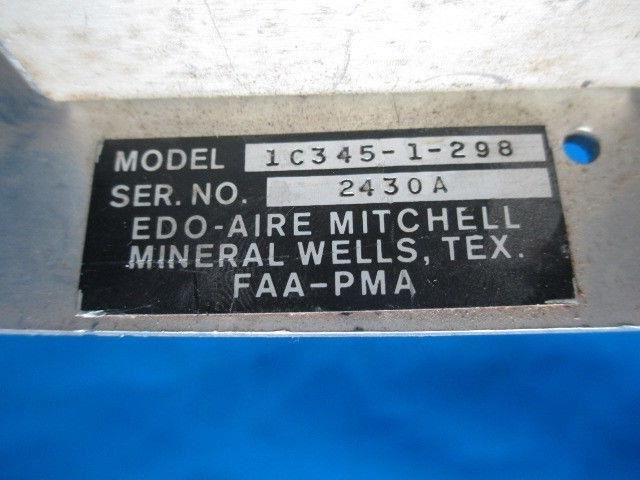 MODEL 1C345-1-298
SER. NO. 2430A
EDO-AIRE MITCHELL
MINERAL WELLS, TEX.
FAA-PMA